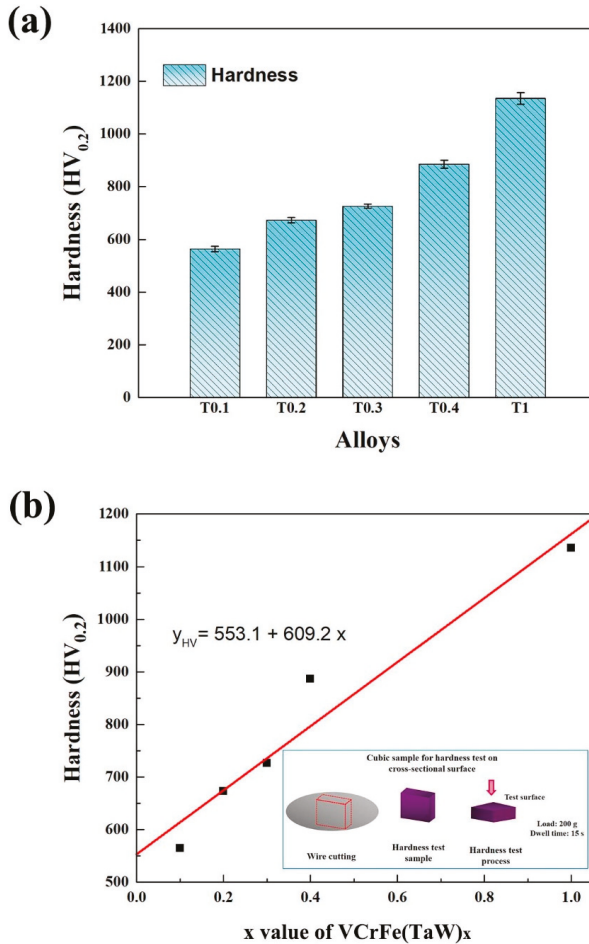 (a)
1400
1200
1000
800
600
400
200
0
Hardness (HV0.2)
Hardness
T0.1 T0.2 T0.3 T0.4 T1
Alloys
(b)
1200
1100
1000
900
800
700
600
500
Hardness (HV0.2)
yHV = 553.1 + 609.2 x
Cubic sample for hardness test on
cross-sectional surface
Test surface
Load: 200 g
Dwell time: 15 s
Wire cutting
Hardness test
sample
Hardness test
process
0.0 0.2 0.4 0.6 0.8 1.0
x value of VCrFe(TaW)x